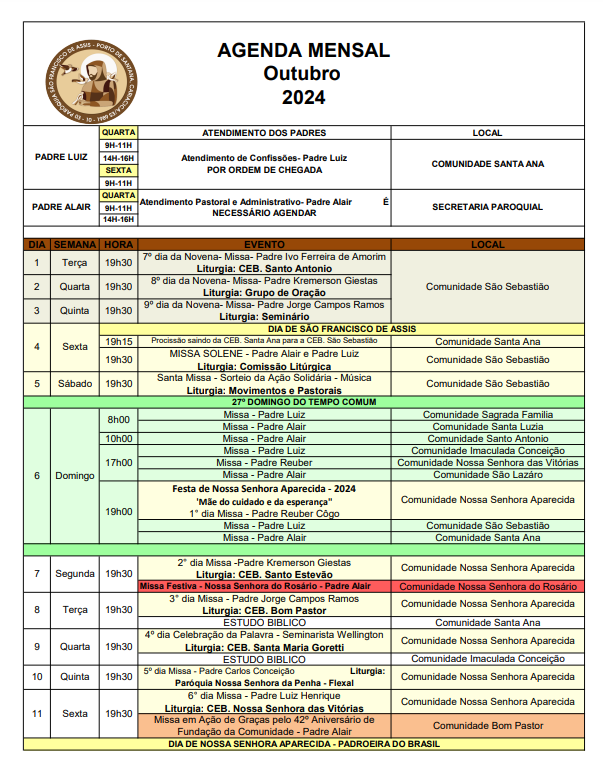 PARÓQUIA SÃO FRANCISCO DE ASSIS - PORTO DE SANTANA, CARIACICA/ES
AGENDA MENSAL
Outubro
2024
PADRE LUIZ
QUARTA
ATENDIMENTO DOS PADRES
LOCAL
9H-11H
14H-16H
SEXTA
9H-11H
Atendimento de Confissões- Padre Luiz
POR ORDEM DE CHEGADA
COMUNIDADE SANTA ANA
PADRE ALAIR
QUARTA
9H-11H
14H-16H
Atendimento Pastoral e Administrativo- Padre Alair É
NECESSÁRIO AGENDAR
SECRETARIA PAROQUIAL
DIA SEMANA HORA EVENTO LOCAL
1 Terça 19h30
7º dia da Novena- Missa- Padre Ivo Ferreira de Amorim
Liturgia: CEB. Santo Antonio
2 Quarta 19h30
8º dia da Novena- Missa- Padre Kremerson Giestas
Liturgia: Grupo de Oração
Comunidade São Sebastião
3 Quinta 19h30
9º dia da Novena- Missa- Padre Jorge Campos Ramos
Liturgia: Seminário
4 Sexta
DIA DE SÃO FRANCISCO DE ASSIS
19h15 Procissão saindo da CEB. Santa Ana para a CEB. São Sebastião Comunidade Santa Ana
19h30
MISSA SOLENE - Padre Alair e Padre Luiz
Liturgia: Comissão Litúrgica
Comunidade São Sebastião
5 Sábado 19h30
Santa Missa - Sorteio da Ação Solidária - Música
Liturgia: Movimentos e Pastorais
Comunidade São Sebastião
27º DOMINGO DO TEMPO COMUM
6 Domingo
8h00
Missa - Padre Luiz Comunidade Sagrada Familia
Missa - Padre Alair Comunidade Santa Luzia
10h00 Missa - Padre Alair Comunidade Santo Antonio
17h00
Missa - Padre Luiz Comunidade Imaculada Conceição
Missa - Padre Reuber Comunidade Nossa Senhora das Vitórias
Missa - Padre Alair Comunidade São Lazáro
19h00
Festa de Nossa Senhora Aparecida - 2024
'Mãe do cuidado e da esperança"
1° dia Missa - Padre Reuber Côgo
Comunidade Nossa Senhora Aparecida
Missa - Padre Luiz Comunidade São Sebastião
Missa - Padre Alair Comunidade Santa Ana
7 Segunda 19h30
2° dia Missa -Padre Kremerson Giestas
Liturgia: CEB. Santo Estevão
Comunidade Nossa Senhora Aparecida
Missa Festiva - Nossa Senhora do Rosário - Padre Alair Comunidade Nossa Senhora do Rosário
8 Terça 19h30
3° dia Missa - Padre Jorge Campos Ramos
Liturgia: CEB. Bom Pastor
Comunidade Nossa Senhora Aparecida
ESTUDO BIBLICO Comunidade Santa Ana
9 Quarta 19h30
4º dia Celebração da Palavra - Seminarista Wellington
Liturgia: CEB. Santa Maria Goretti
Comunidade Nossa Senhora Aparecida
ESTUDO BIBLICO Comunidade Imaculada Conceição
10 Quinta 19h30
5º dia Missa - Padre Carlos Conceição Liturgia:
Paróquia Nossa Senhora da Penha - Flexal
Comunidade Nossa Senhora Aparecida
11 Sexta 19h30
6° dia Missa - Padre Luiz Henrique
Liturgia: CEB. Nossa Senhora das Vitórias
Comunidade Nossa Senhora Aparecida
Missa em Ação de Graças pelo 42º Aniversário de
Fundação da Comunidade - Padre Alair
Comunidade Bom Pastor
DIA DE NOSSA SENHORA APARECIDA - PADROEIRA DO BRASIL